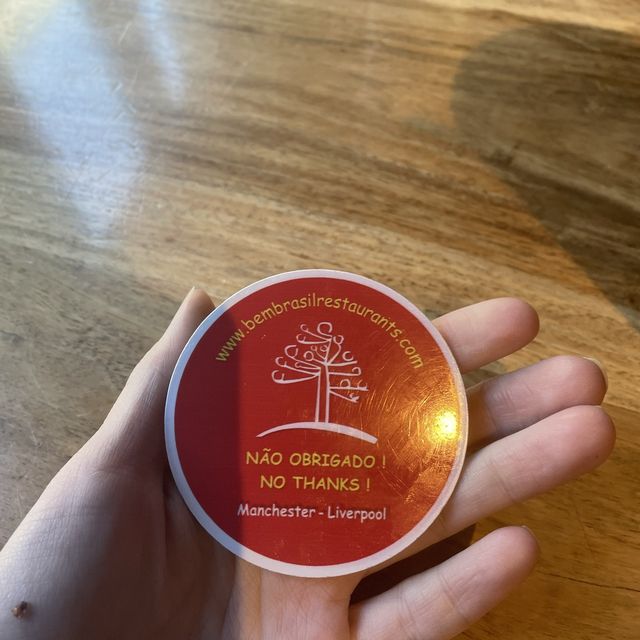 www.bembrasilrestaurants.com
NÃO OBRIGADO !
NO THANKS !
Manchester - Liverpool